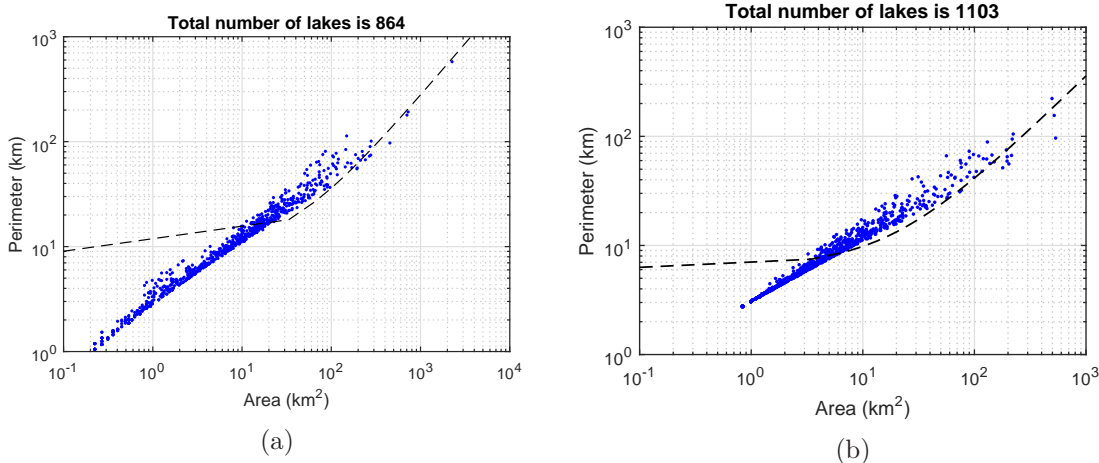 Total number of lakes is 864
10^3
10^2
10^1
10^0
Perimeter (km)
10^-1 10^0 10^1 10^2 10^3 10^4
Area (km^2)
(a)
Total number of lakes is 1103
10^3
10^2
10^1
10^0
Perimeter (km)
10^-1 10^0 10^1 10^2 10^3
Area (km^2)
(b)